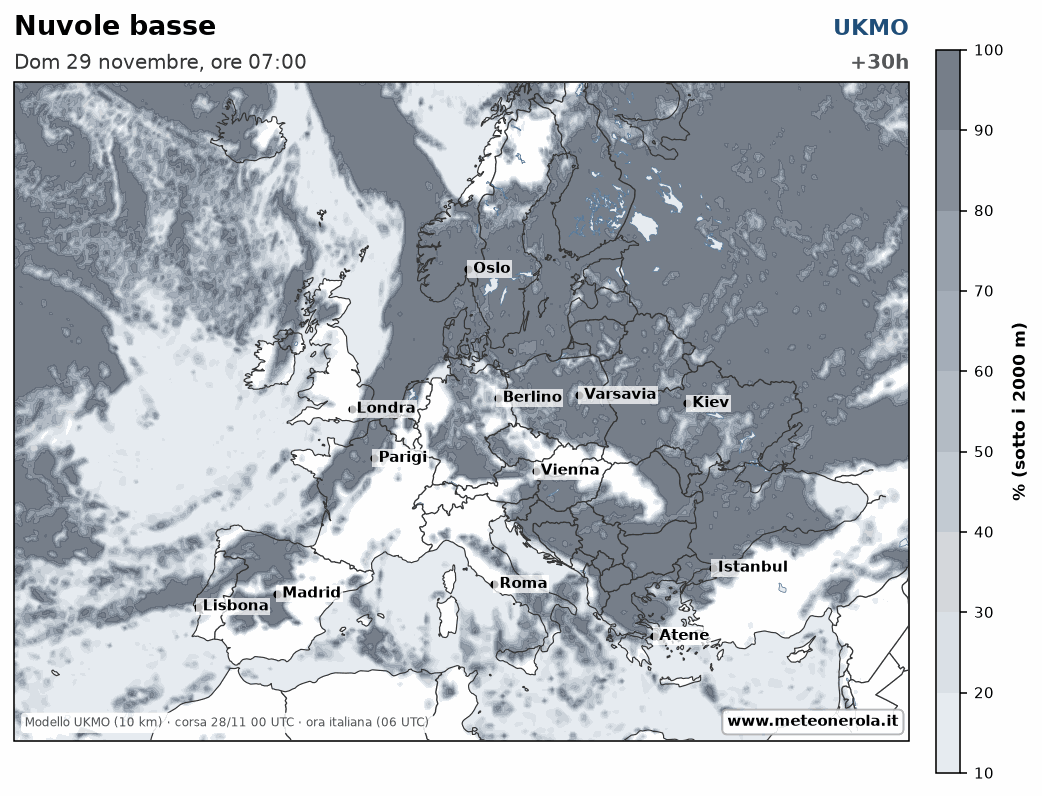 Nuvole basse
UKMO
Dom 29 novembre, ore 07:00
+30h
Oslo
Londra
Berlino
Varsavia
Kiev
Parigi
Vienna
Istanbul
Roma
Madrid
Lisbona
Atene
Modello UKMO (10 km) · corsa 28/11 00 UTC · ora italiana (06 UTC)
www.meteonerola.it
100
90
80
70
60
50
40
30
20
10
% (sotto i 2000 m)